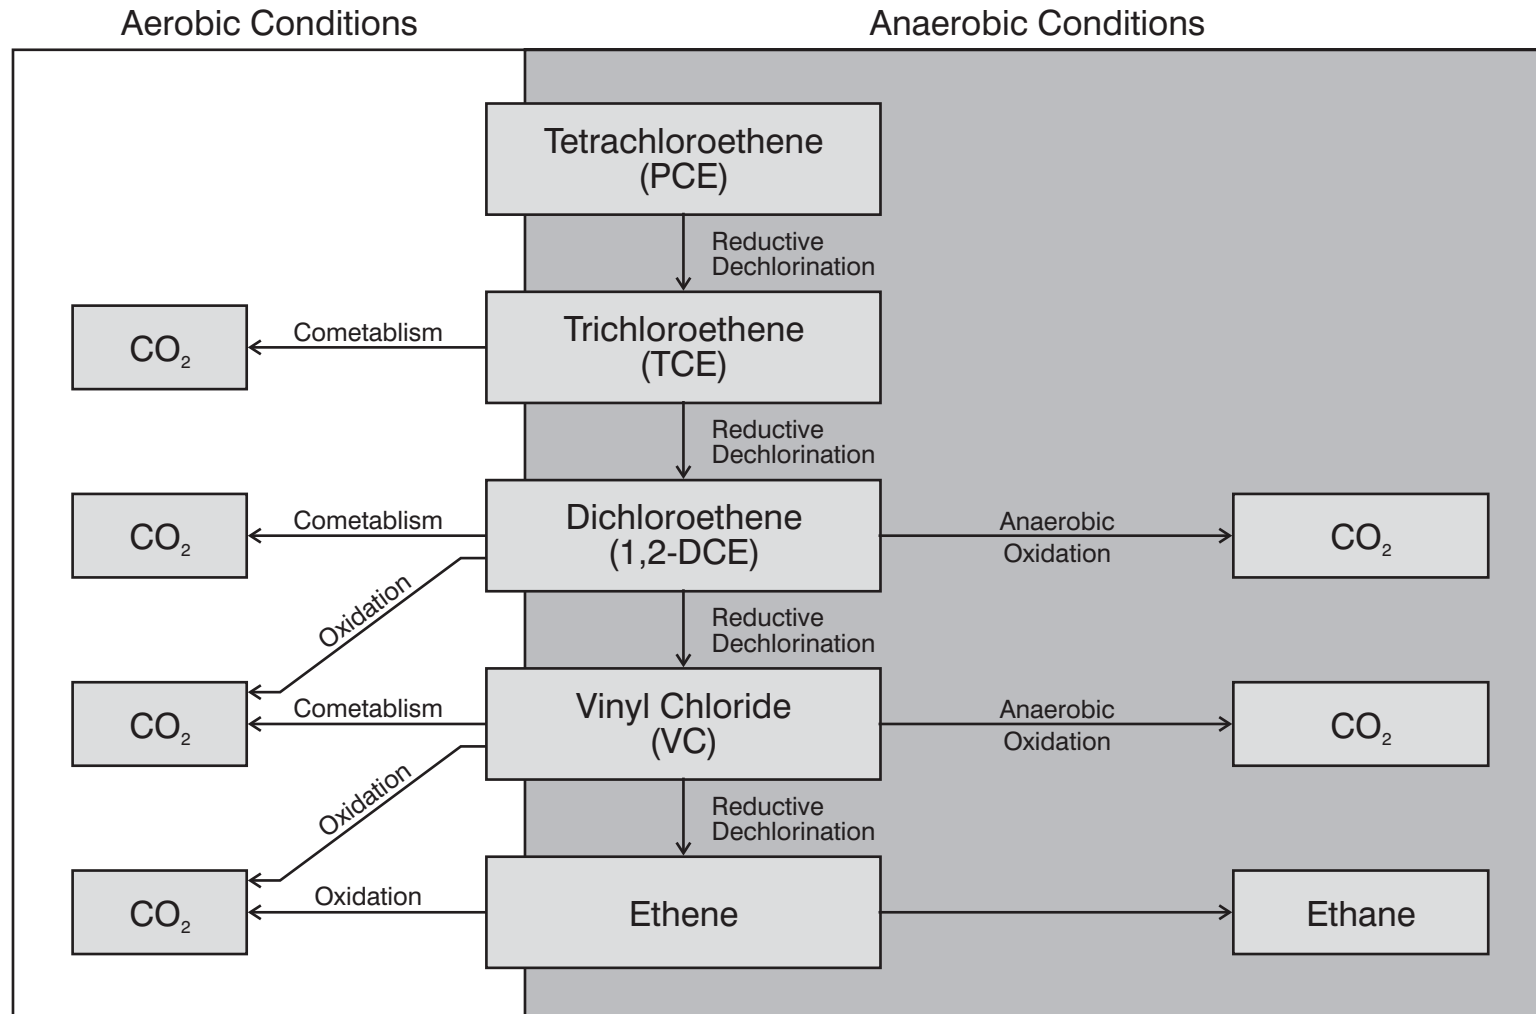 Aerobic Conditions
Anaerobic Conditions
Tetrachloroethene
(PCE)
Reductive
Dechlorination
CO₂
Cometablism
Trichloroethene
(TCE)
Reductive
Dechlorination
CO₂
Cometablism
Dichloroethene
(1,2-DCE)
Anaerobic
Oxidation
CO₂
Oxidation
Reductive
Dechlorination
CO₂
Cometablism
Vinyl Chloride
(VC)
Anaerobic
Oxidation
CO₂
Oxidation
Reductive
Dechlorination
CO₂
Oxidation
Ethene
Ethane